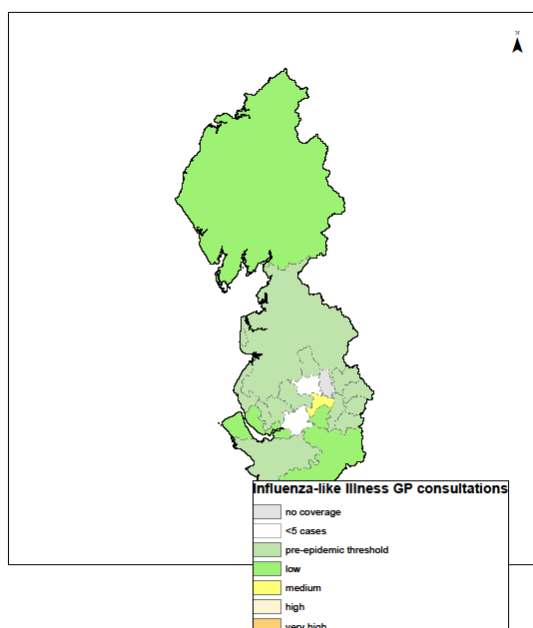 N
Influenza-like Illness GP consultations
no coverage
<5 cases
pre-epidemic threshold
low
medium
high
very high